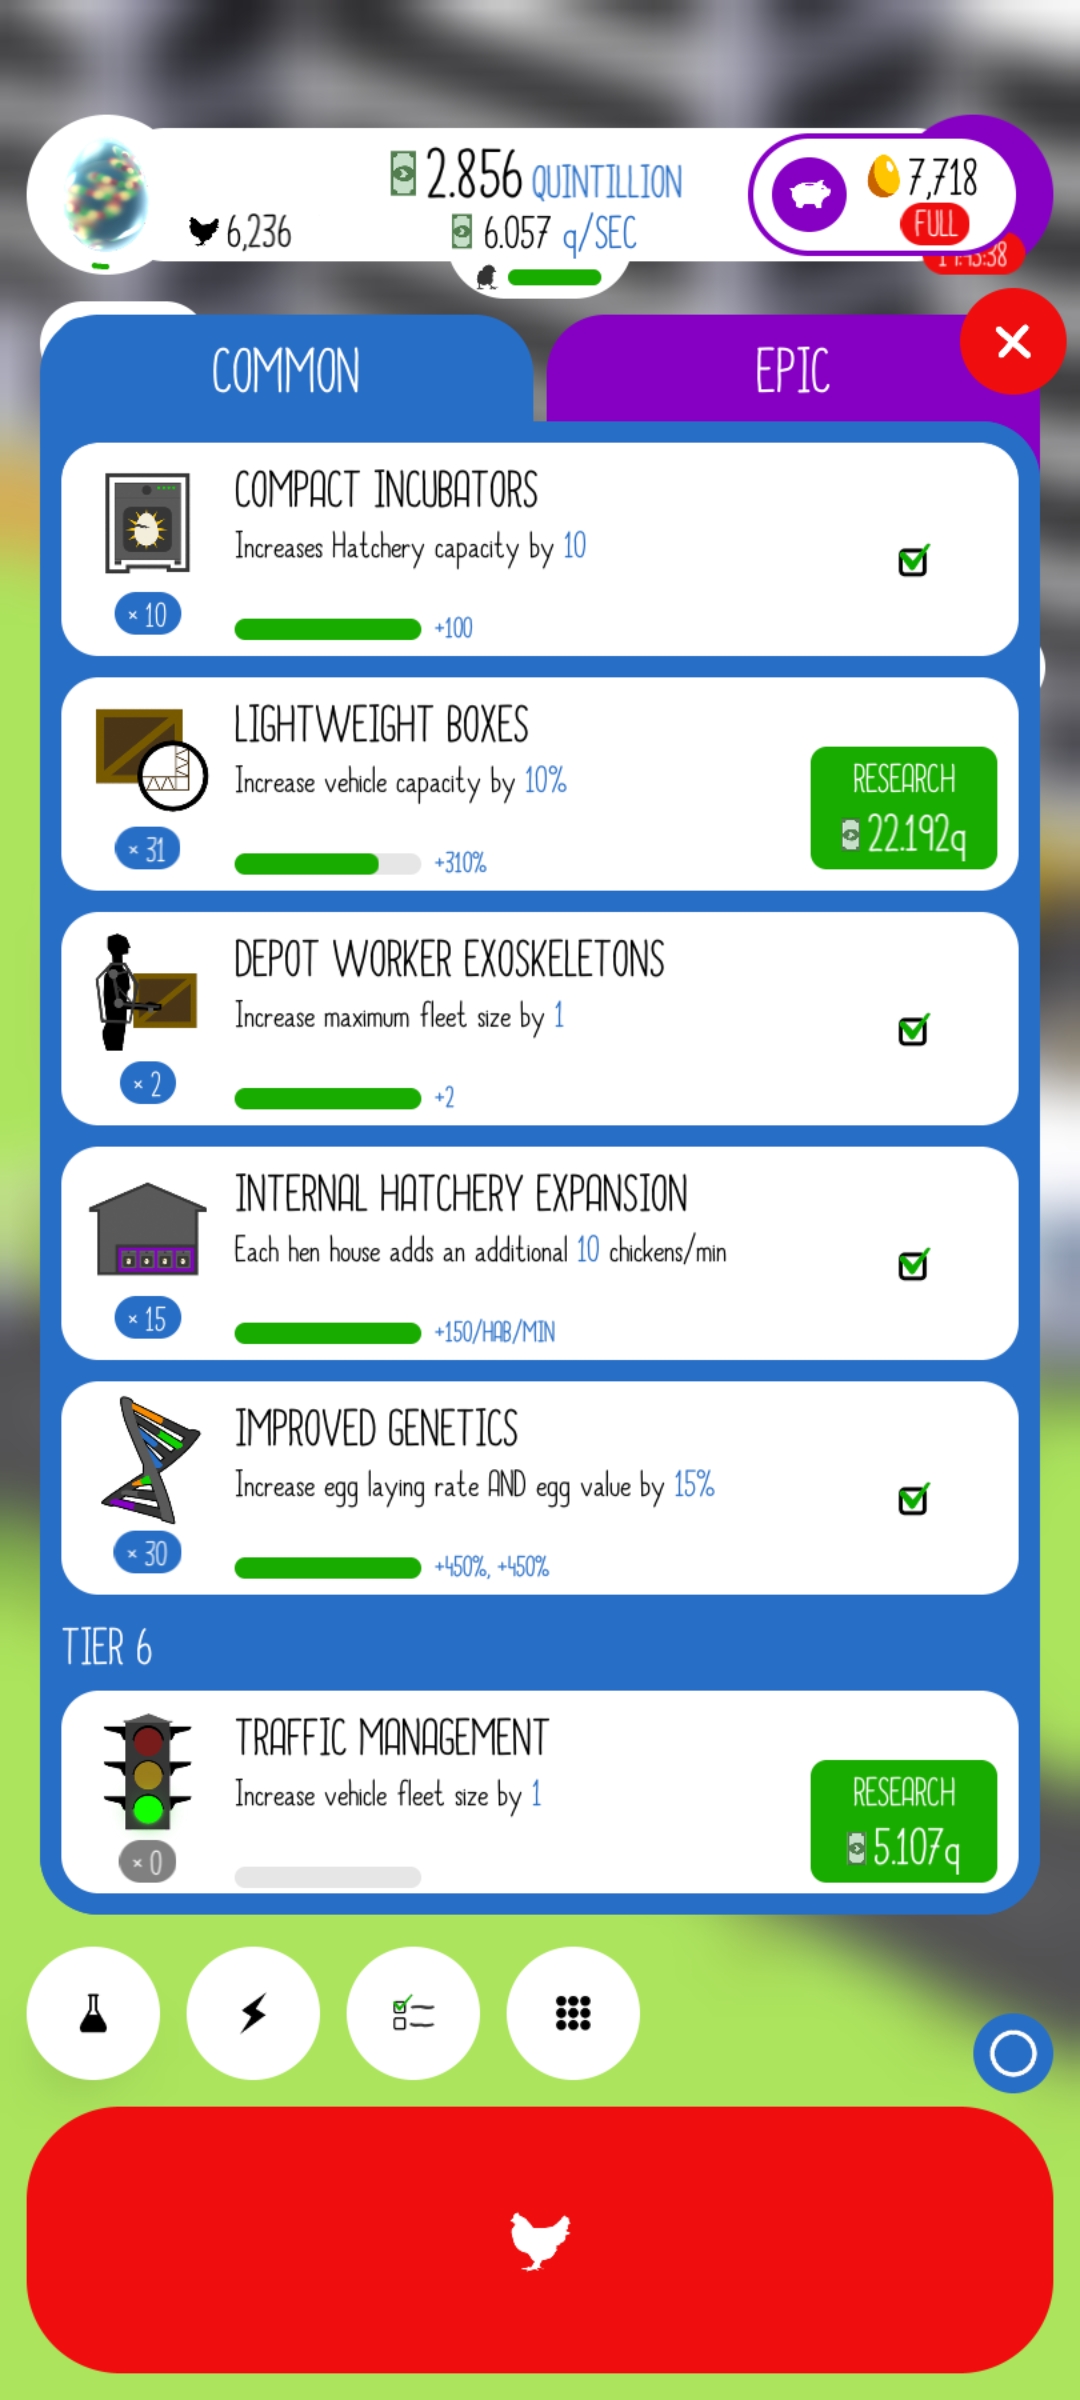 2.856 QUINTILLION
7,718
6,236
6.057 q/SEC
FULL
COMMON
EPIC
COMPACT INCUBATORS
Increases Hatchery capacity by 10
× 10
+100
LIGHTWEIGHT BOXES
Increase vehicle capacity by 10%
RESEARCH
22.192q
× 31
+310%
DEPOT WORKER EXOSKELETONS
Increase maximum fleet size by 1
× 2
+2
INTERNAL HATCHERY EXPANSION
Each hen house adds an additional 10 chickens/min
× 15
+150/HAB/MIN
IMPROVED GENETICS
Increase egg laying rate AND egg value by 15%
× 30
+450%, +450%
TIER 6
TRAFFIC MANAGEMENT
Increase vehicle fleet size by 1
RESEARCH
5.107q
× 0